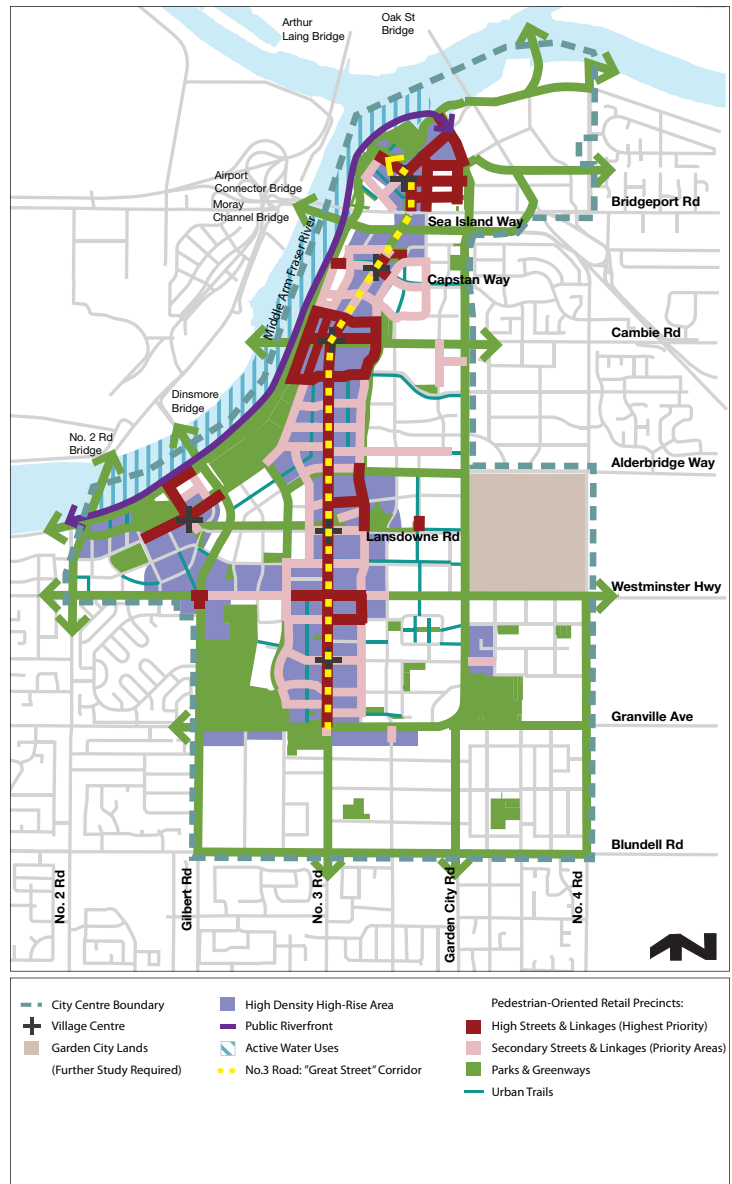 Arthur
Laing Bridge
Oak St
Bridge
Airport
Connector Bridge
Moray
Channel Bridge
Bridgeport Rd
Sea Island Way
Middle Arm Fraser River
Capstan Way
Cambie Rd
Dinsmore
Bridge
No. 2 Rd
Bridge
Alderbridge Way
Lansdowne Rd
Westminster Hwy
Granville Ave
Blundell Rd
No. 2 Rd
Gilbert Rd
No. 3 Rd
Garden City Rd
No. 4 Rd
N
City Centre Boundary
Village Centre
Garden City Lands
(Further Study Required)
High Density High-Rise Area
Public Riverfront
Active Water Uses
No.3 Road: "Great Street" Corridor
Pedestrian-Oriented Retail Precincts:
High Streets & Linkages (Highest Priority)
Secondary Streets & Linkages (Priority Areas)
Parks & Greenways
Urban Trails